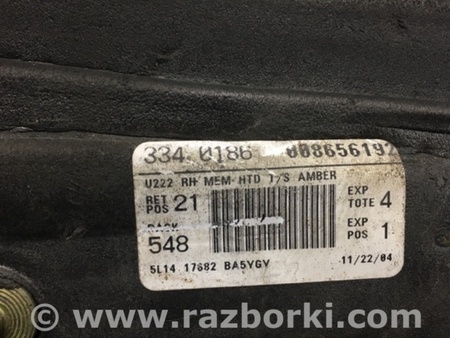 334 0186 008656192
U222 RH MEM HTD T/S AMBER
RET POS 21
EXP TOTE 4
548
EXP POS 1
5L14 17682 BA5YGY 11/22/04
www.razborki.com